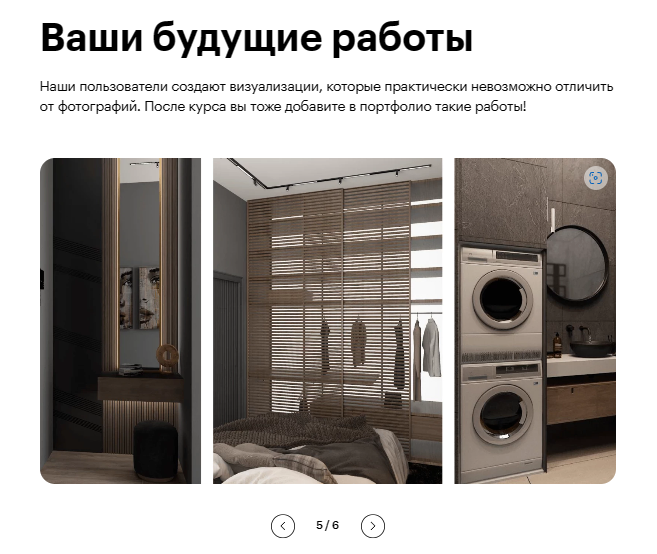 Ваши будущие работы
Наши пользователи создают визуализации, которые практически невозможно отличить
от фотографий. После курса вы тоже добавите в портфолио такие работы!
5 / 6